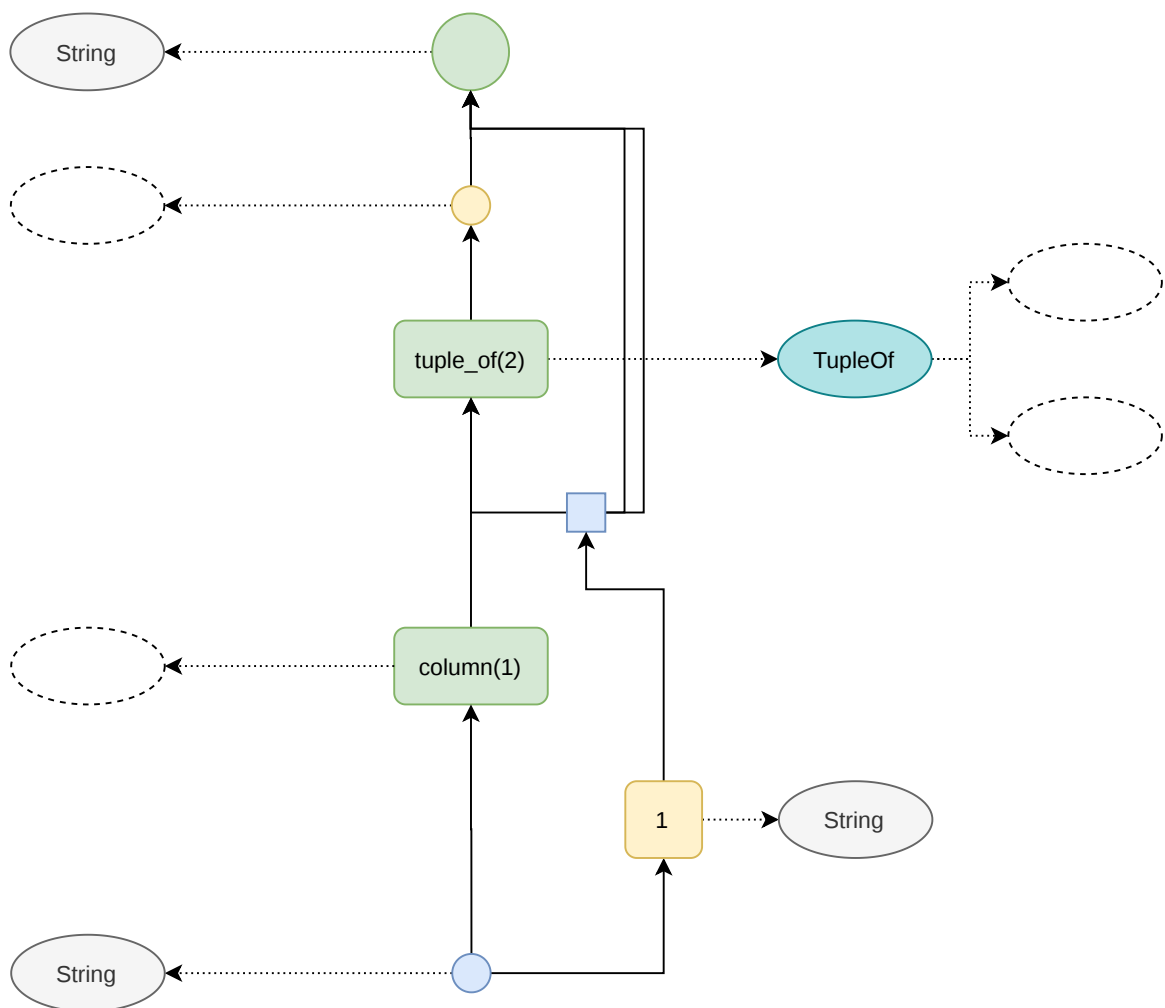 String
tuple_of(2)
TupleOf
column(1)
1
String
String